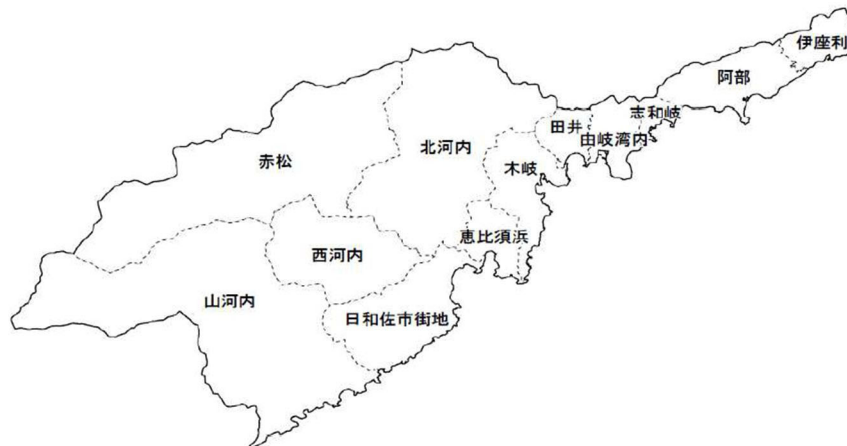 伊座利
阿部
志和岐
田井
由岐湾内
北河内
赤松
木岐
恵比須浜
西河内
山河内
日和佐市街地